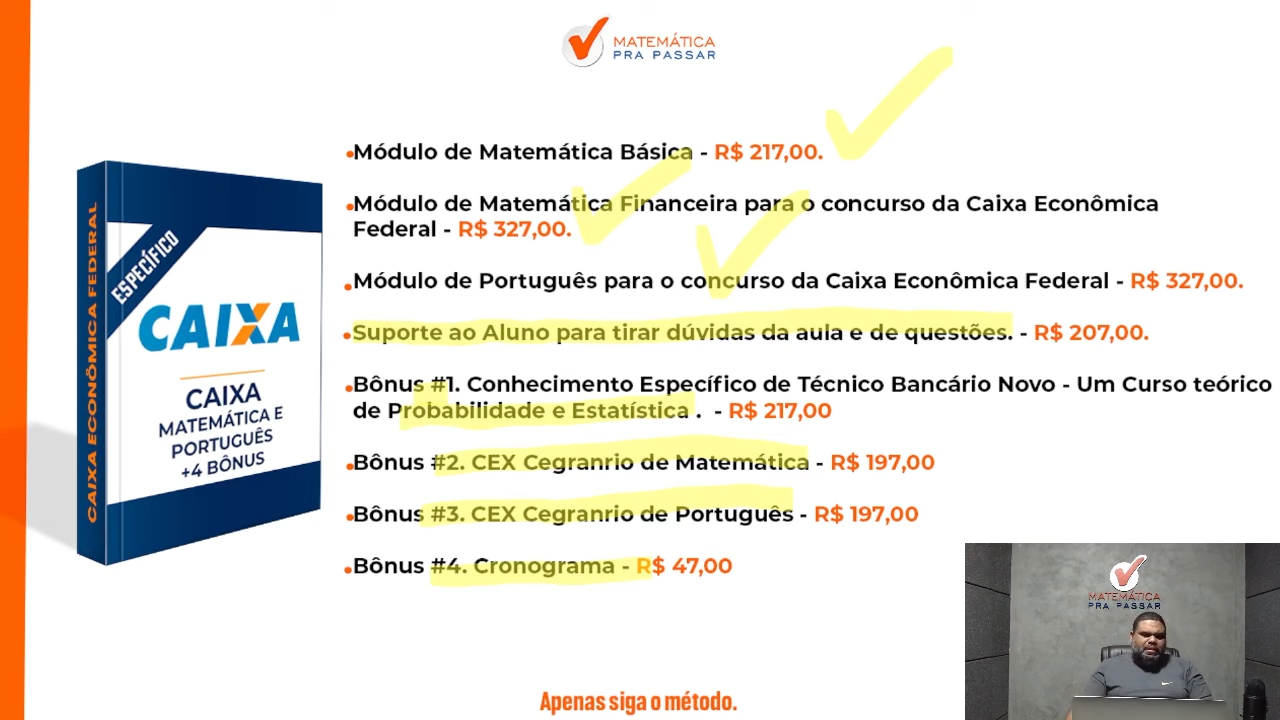 MATEMÁTICA
PRA PASSAR
•Módulo de Matemática Básica - R$ 217,00.
•Módulo de Matemática Financeira para o concurso da Caixa Econômica
Federal - R$ 327,00.
•Módulo de Português para o concurso da Caixa Econômica Federal - R$ 327,00.
•Suporte ao Aluno para tirar dúvidas da aula e de questões. - R$ 207,00.
•Bônus #1. Conhecimento Específico de Técnico Bancário Novo - Um Curso teórico
de Probabilidade e Estatística . - R$ 217,00
•Bônus #2. CEX Cegranrio de Matemática - R$ 197,00
•Bônus #3. CEX Cegranrio de Português - R$ 197,00
•Bônus #4. Cronograma - R$ 47,00
CAIXA ECONÔMICA FEDERAL
ESPECÍFICO
CAIXA
CAIXA
MATEMÁTICA E
PORTUGUÊS
+4 BÔNUS
MATEMÁTICA
PRA PASSAR
Apenas siga o método.